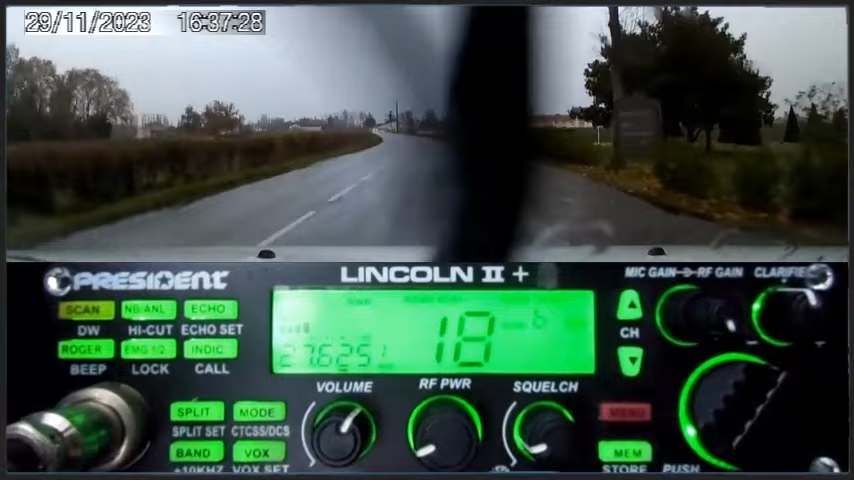 29/11/2023 16:37:28
PRESIDENT LINCOLN II + MIC GAIN RF GAIN CLARIFIER
SCAN NB/ANL ECHO
DW HI-CUT ECHO SET
ROGER EMG 1/2 INDIC
BEEP LOCK CALL
18
27.6251
CH
VOLUME RF PWR SQUELCH
SPLIT MODE
SPLIT SET CTCSS/DCS
BAND VOX
+10KHZ VOX SET
MENU
MEM
STORE PUSH